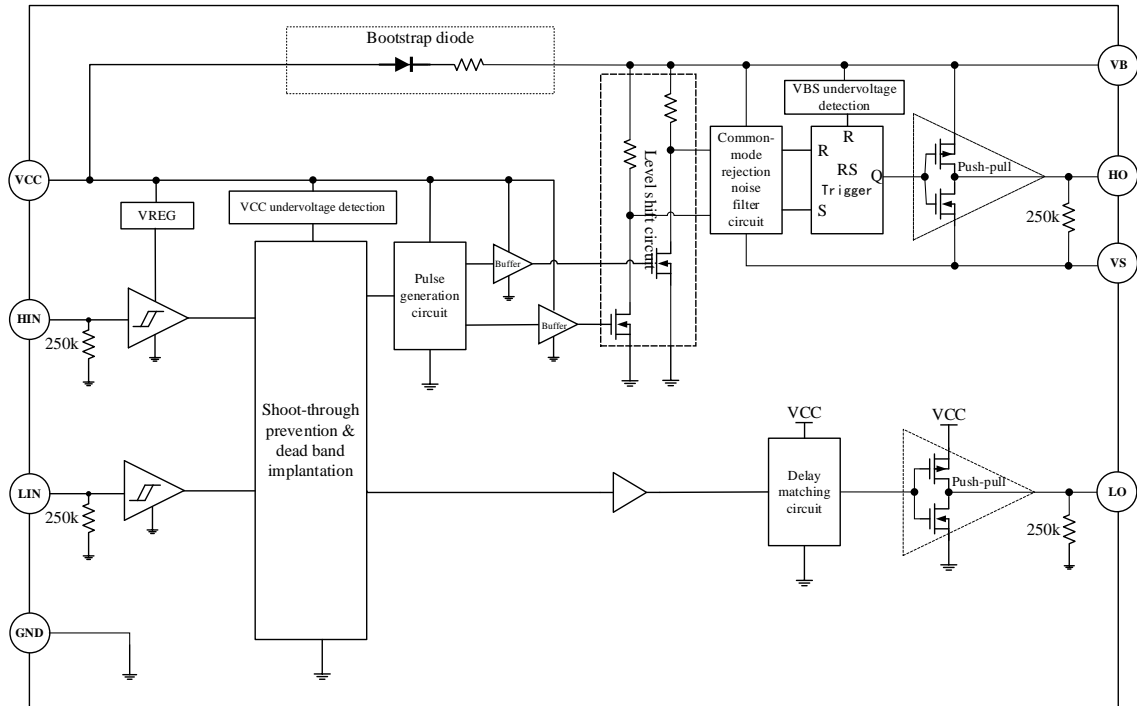 Bootstrap diode
VB
VBS undervoltage
detection
Common-
mode
rejection
noise
filter
circuit
R
R
RS
Trigger
S
Q
Push-pull
HO
250k
VS
VCC
VREG
VCC undervoltage detection
Level shift circuit
Buffer
Buffer
Pulse
generation
circuit
HIN
250k
Shoot-through
prevention &
dead band
implantation
VCC
VCC
Delay
matching
circuit
Push-pull
LO
250k
LIN
250k
GND